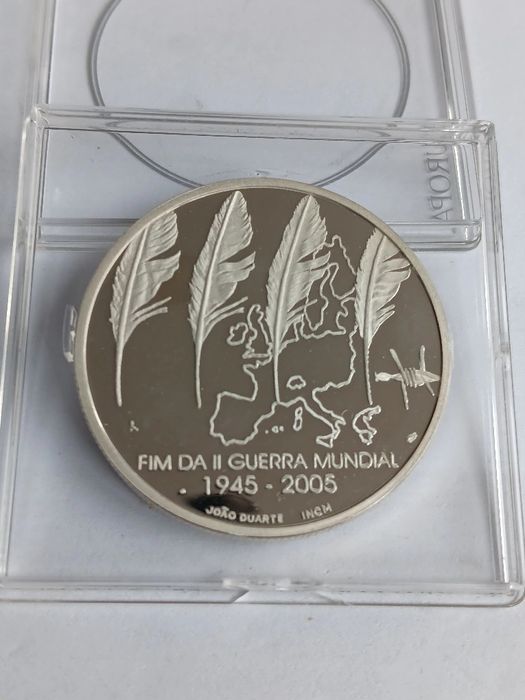 FIM DA II GUERRA MUNDIAL
1945 - 2005
JOÃO DUARTE INCM